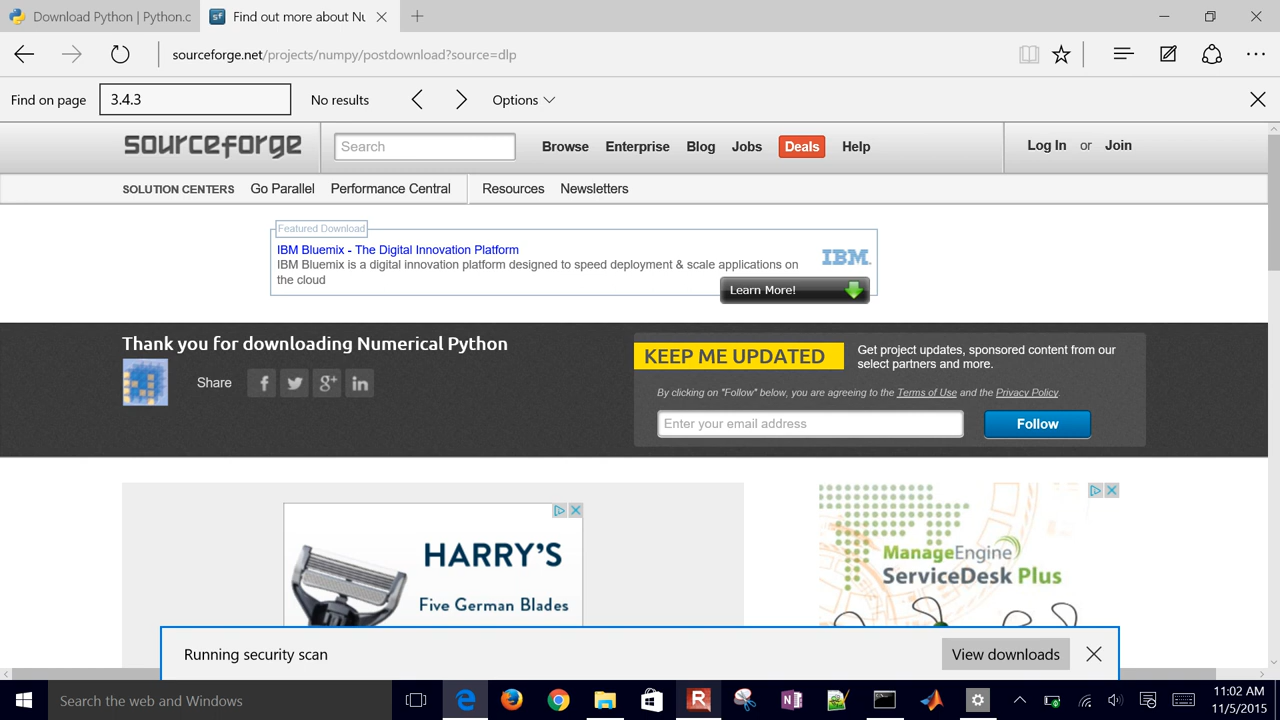 Download Python | Python.c
sf
Find out more about Nu
sourceforge.net/projects/numpy/postdownload?source=dlp
Find on page
3.4.3
No results
Options
sourceforge
Search
Browse
Enterprise
Blog
Jobs
Deals
Help
Log In or Join
SOLUTION CENTERS
Go Parallel
Performance Central
Resources
Newsletters
Featured Download
IBM Bluemix - The Digital Innovation Platform
IBM Bluemix is a digital innovation platform designed to speed deployment & scale applications on
the cloud
IBM
Learn More!
Thank you for downloading Numerical Python
Share
f
g+
in
KEEP ME UPDATED
Get project updates, sponsored content from our
select partners and more.
By clicking on "Follow" below, you are agreeing to the Terms of Use and the Privacy Policy
Enter your email address
Follow
HARRY'S
Five German Blades
ManageEngine
ServiceDesk Plus
Running security scan
View downloads
Search the web and Windows
11:02 AM
11/5/2015